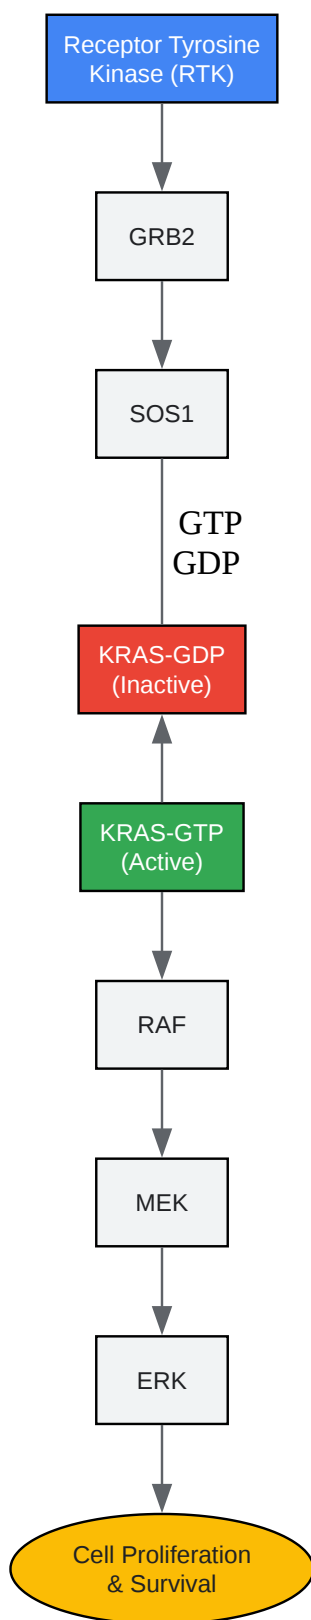 Receptor Tyrosine
Kinase (RTK)
GRB2
SOS1
GTP
GDP
KRAS-GDP
(Inactive)
KRAS-GTP
(Active)
RAF
MEK
ERK
Cell Proliferation
& Survival